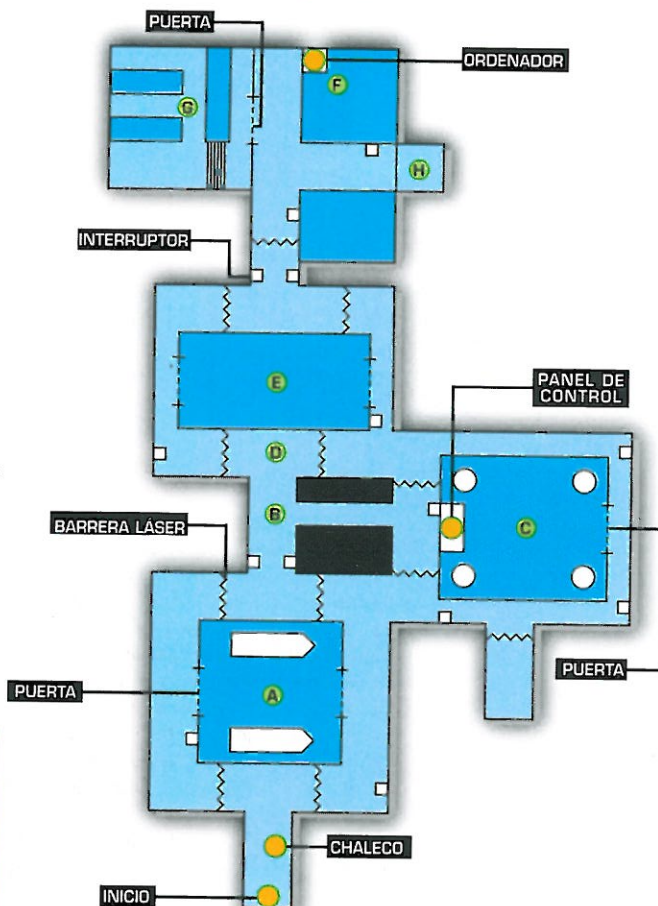 PUERTA
ORDENADOR
G
F
H
INTERRUPTOR
E
PANEL DE
CONTROL
D
BARRERA LÁSER
B
C
PUERTA
PUERTA
A
CHALECO
INICIO